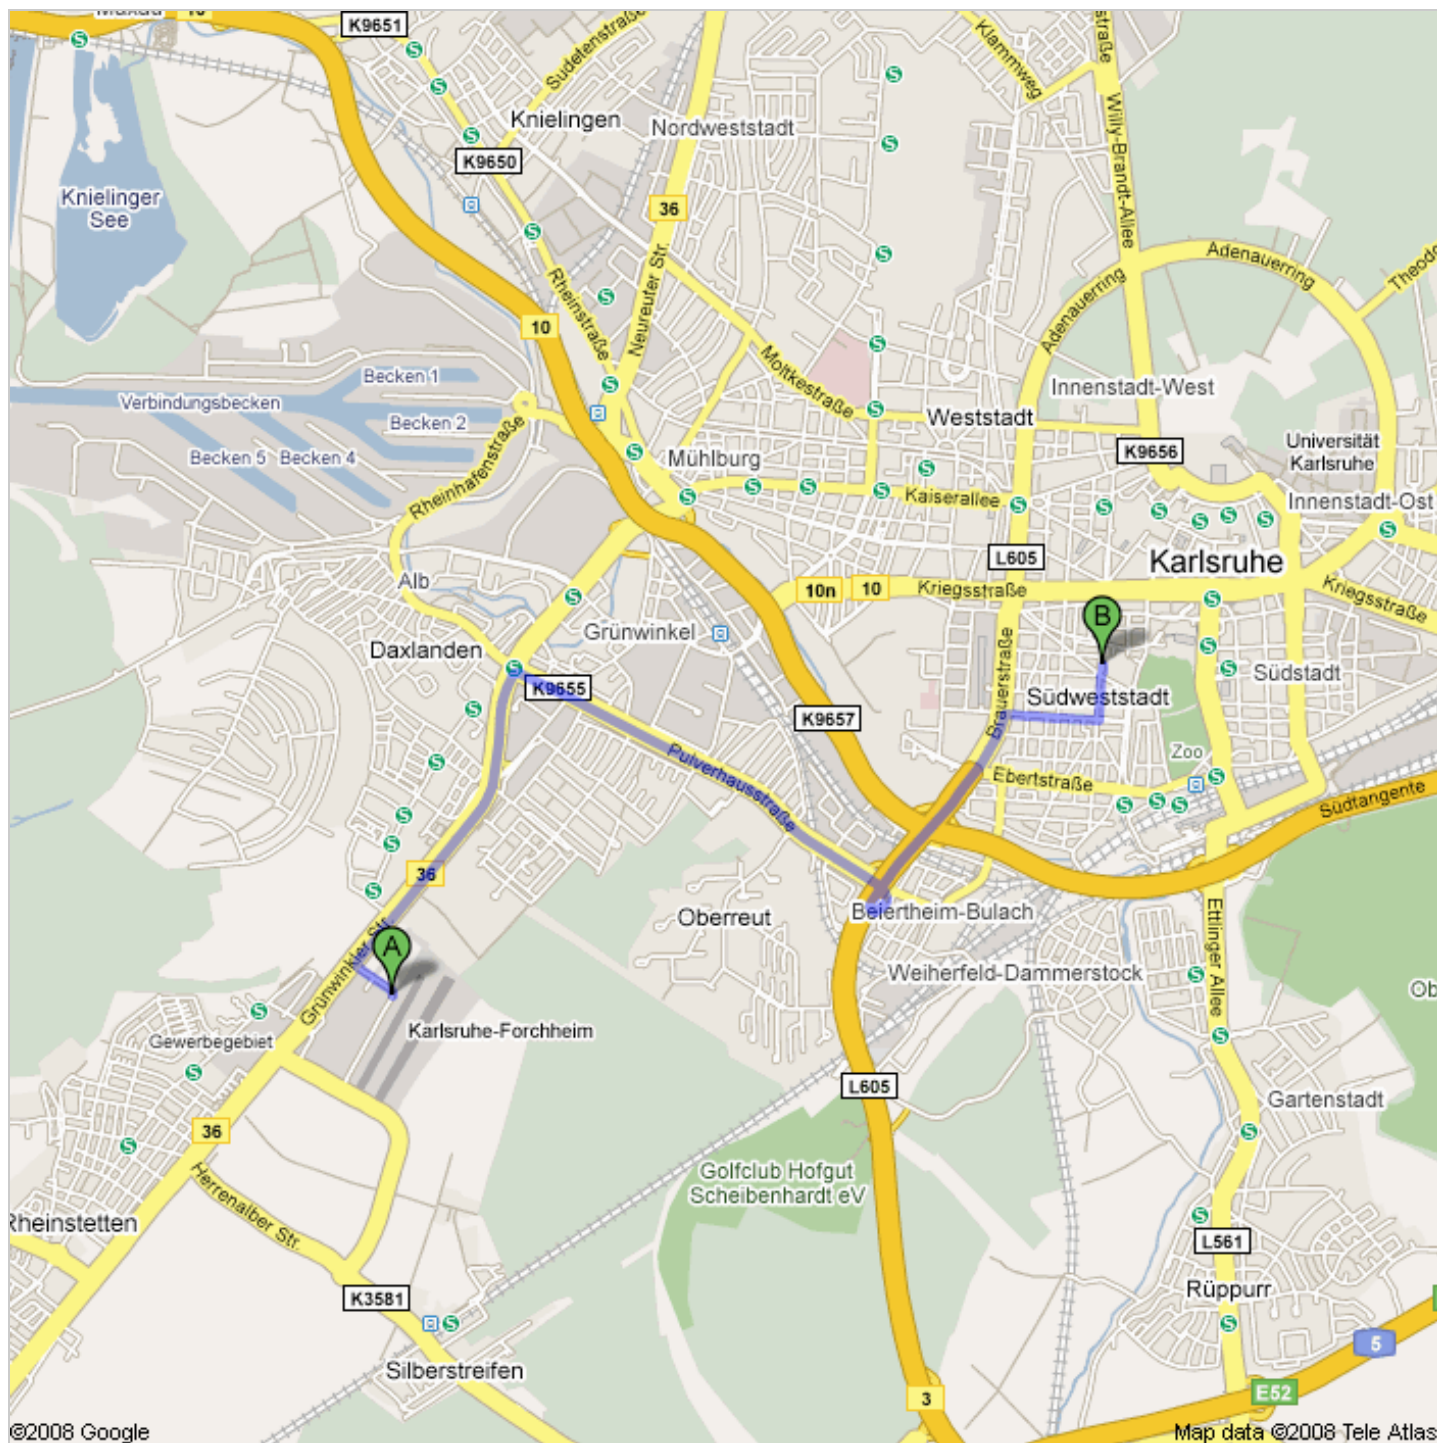 Maxau
10
K9651
Sudetenstraße
Klammweg
straße
Knielingen
Nordweststadt
K9650
Willy-Brandt-Allee
Knielinger
See
36
Neureuter Str.
Rheinstraße
Adenauerring
Adenauerring
10
Moltkestraße
Becken 1
Verbindungsbecken
Becken 2
Becken 5
Becken 4
Rheinhafenstraße
Innenstadt-West
Weststadt
K9656
Universität
Karlsruhe
Mühlburg
Kaiserallee
Innenstadt-Ost
L605
Karlsruhe
Alb
10n
10
Kriegsstraße
Kriegsstraße
B
Grünwinkel
Daxlanden
K9655
Brauerstraße
Südweststadt
Südstadt
K9657
Pulverhausstraße
Zoo
Ebertstraße
Südtangente
36
Oberreut
Beiertheim-Bulach
Ettlinger Allee
A
Grünwinkler Str.
Weiherfeld-Dammerstock
Ob
Karlsruhe-Forchheim
Gewerbegebiet
L605
Gartenstadt
36
Golfclub Hofgut
Scheibenhardt eV
Herrenalber Str.
Rheinstetten
L561
Rüppurr
K3581
5
Silberstreifen
3
E52
©2008 Google
Map data ©2008 Tele Atlas